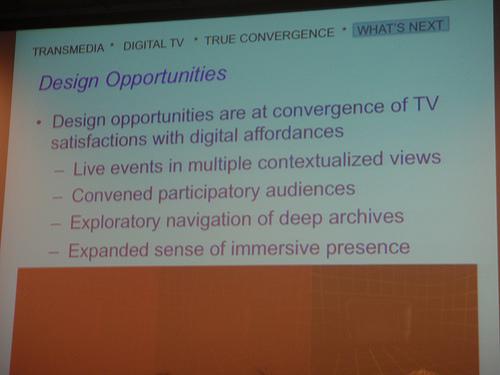 TRANSMEDIA * DIGITAL TV * TRUE CONVERGENCE * WHAT'S NEXT
Design Opportunities
• Design opportunities are at convergence of TV
satisfactions with digital affordances
– Live events in multiple contextualized views
– Convened participatory audiences
– Exploratory navigation of deep archives
– Expanded sense of immersive presence